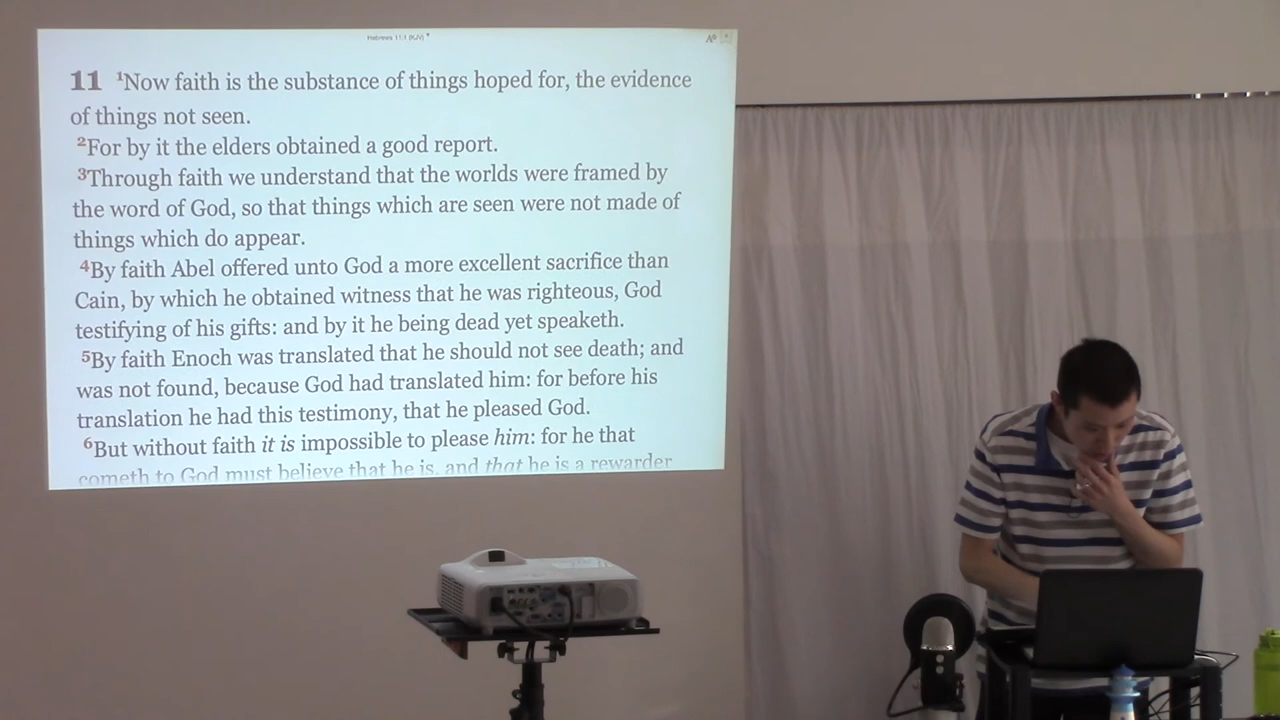 Hebrews 11:1 (KJV)
11 ¹Now faith is the substance of things hoped for, the evidence
of things not seen.
²For by it the elders obtained a good report.
³Through faith we understand that the worlds were framed by
the word of God, so that things which are seen were not made of
things which do appear.
⁴By faith Abel offered unto God a more excellent sacrifice than
Cain, by which he obtained witness that he was righteous, God
testifying of his gifts: and by it he being dead yet speaketh.
⁵By faith Enoch was translated that he should not see death; and
was not found, because God had translated him: for before his
translation he had this testimony, that he pleased God.
⁶But without faith it is impossible to please him: for he that
cometh to God must believe that he is, and that he is a rewarder